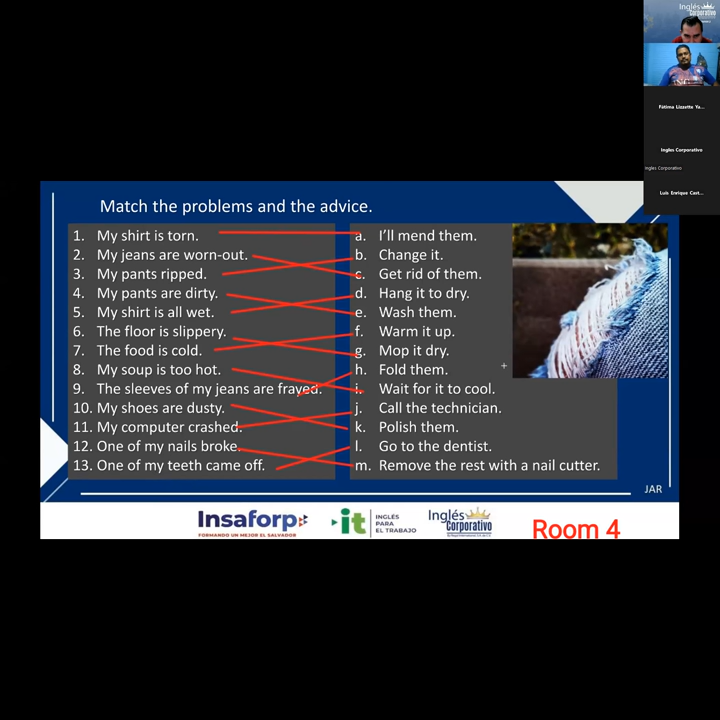 Inglés
Corporativo
Fátima Lizzette Ya...
Ingles Corporativo
Ingles Corporativo
Luis Enrique Cast...
Match the problems and the advice.
1. My shirt is torn.
2. My jeans are worn-out.
3. My pants ripped.
4. My pants are dirty.
5. My shirt is all wet.
6. The floor is slippery.
7. The food is cold.
8. My soup is too hot.
9. The sleeves of my jeans are frayed.
10. My shoes are dusty.
11. My computer crashed.
12. One of my nails broke.
13. One of my teeth came off.
a. I'll mend them.
b. Change it.
c. Get rid of them.
d. Hang it to dry.
e. Wash them.
f. Warm it up.
g. Mop it dry.
h. Fold them.
i. Wait for it to cool.
j. Call the technician.
k. Polish them.
l. Go to the dentist.
m. Remove the rest with a nail cutter.
JAR
Insaforp
FORMANDO UN MEJOR EL SALVADOR
it
INGLÉS
PARA
EL TRABAJO
Inglés
Corporativo
Room 4